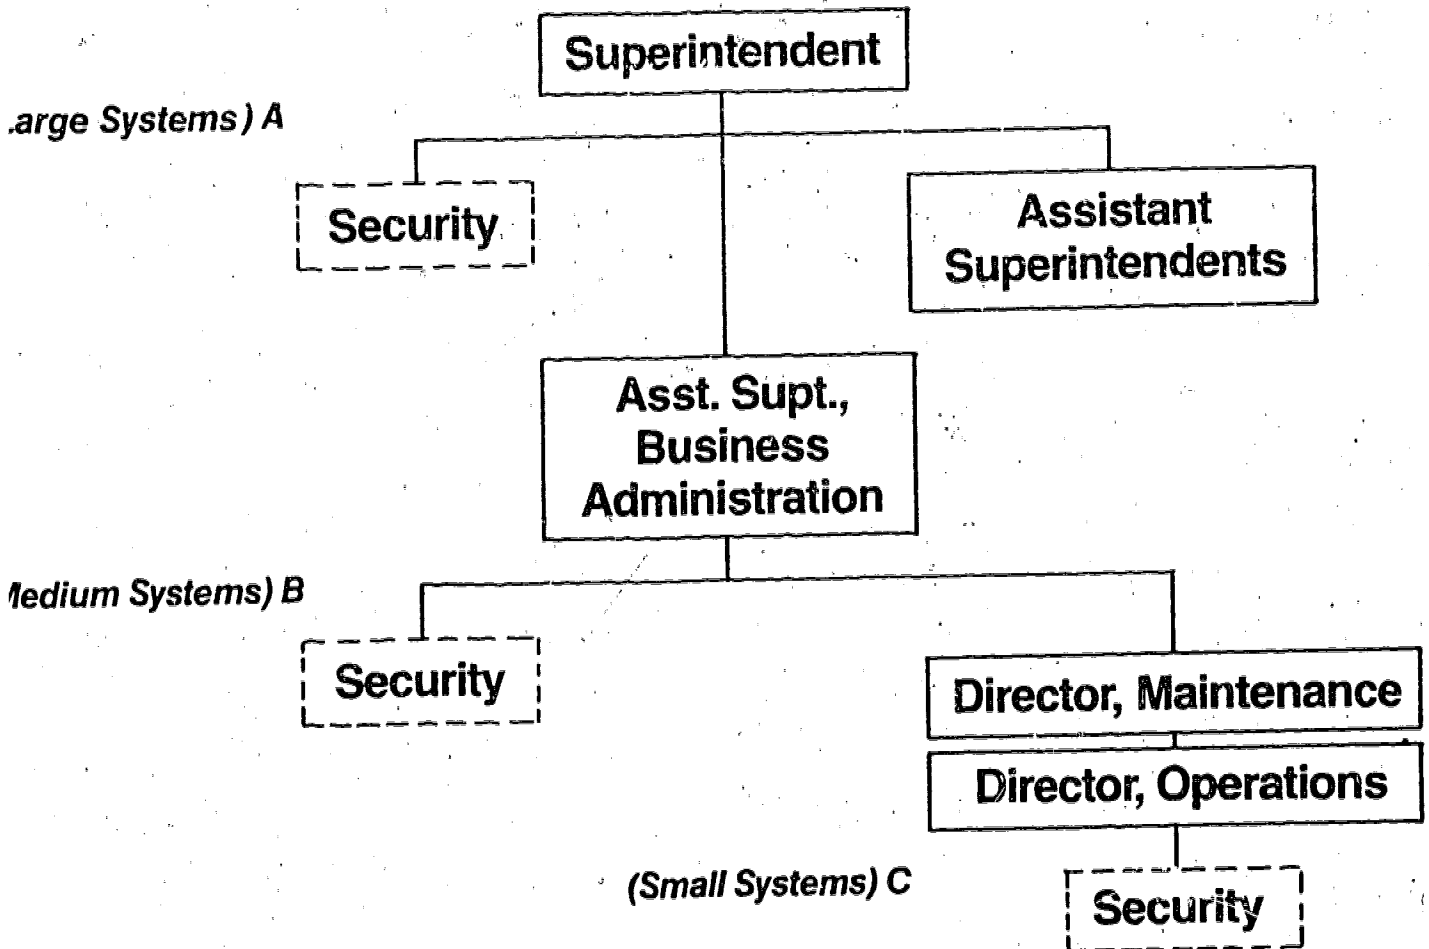 Superintendent
.arge Systems) A
Security
Assistant
Superintendents
Asst. Supt.,
Business
Administration
Medium Systems) B
Security
Director, Maintenance
Director, Operations
(Small Systems) C
Security